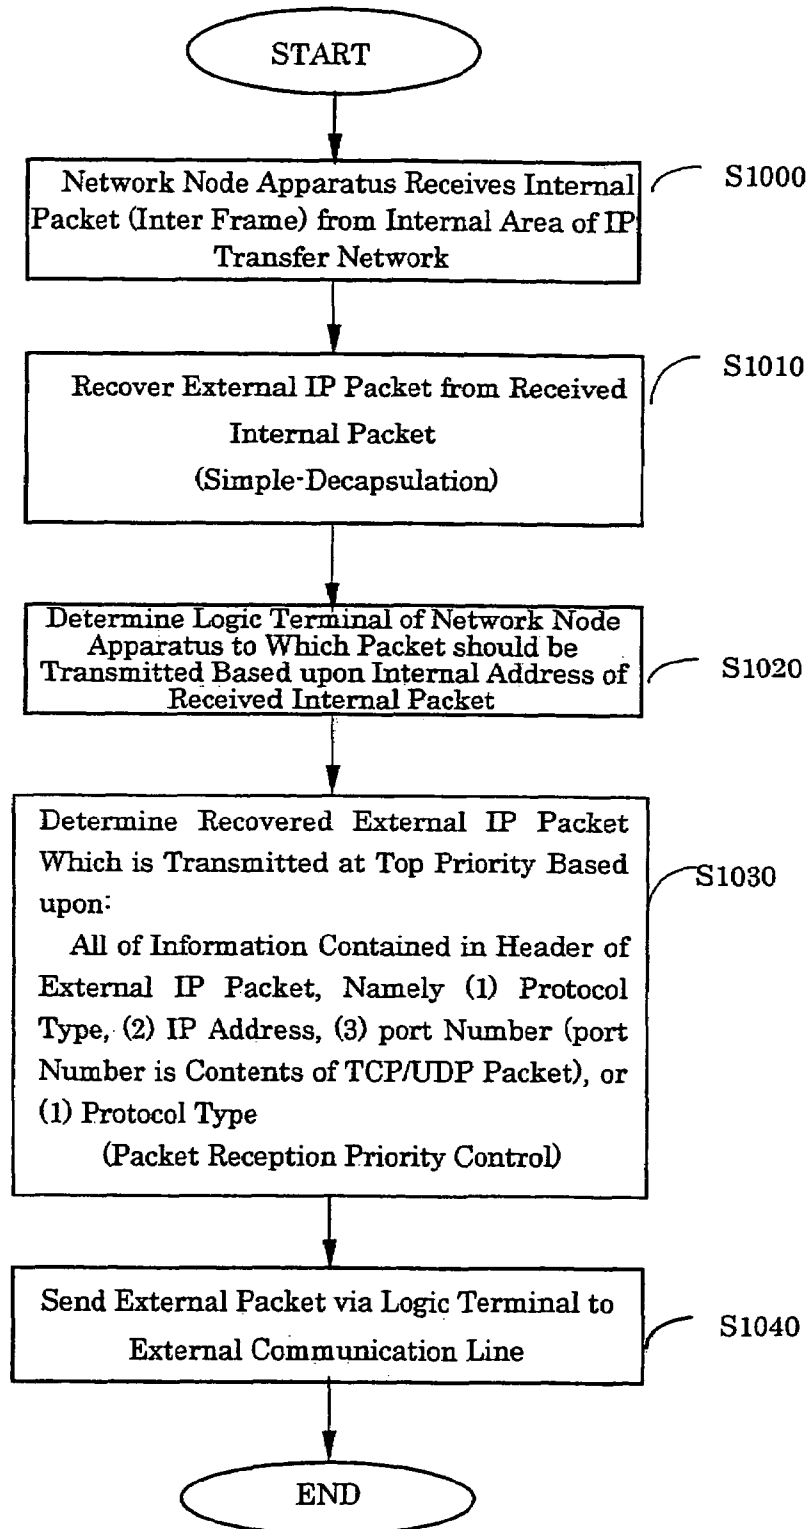 START
Network Node Apparatus Receives Internal
Packet (Inter Frame) from Internal Area of IP
Transfer Network
S1000
Recover External IP Packet from Received
Internal Packet
(Simple-Decapsulation)
S1010
Determine Logic Terminal of Network Node
Apparatus to Which Packet should be
Transmitted Based upon Internal Address of
Received Internal Packet
S1020
Determine Recovered External IP Packet
Which is Transmitted at Top Priority Based
upon:
All of Information Contained in Header of
External IP Packet, Namely (1) Protocol
Type, (2) IP Address, (3) port Number (port
Number is Contents of TCP/UDP Packet), or
(1) Protocol Type
(Packet Reception Priority Control)
S1030
Send External Packet via Logic Terminal to
External Communication Line
S1040
END